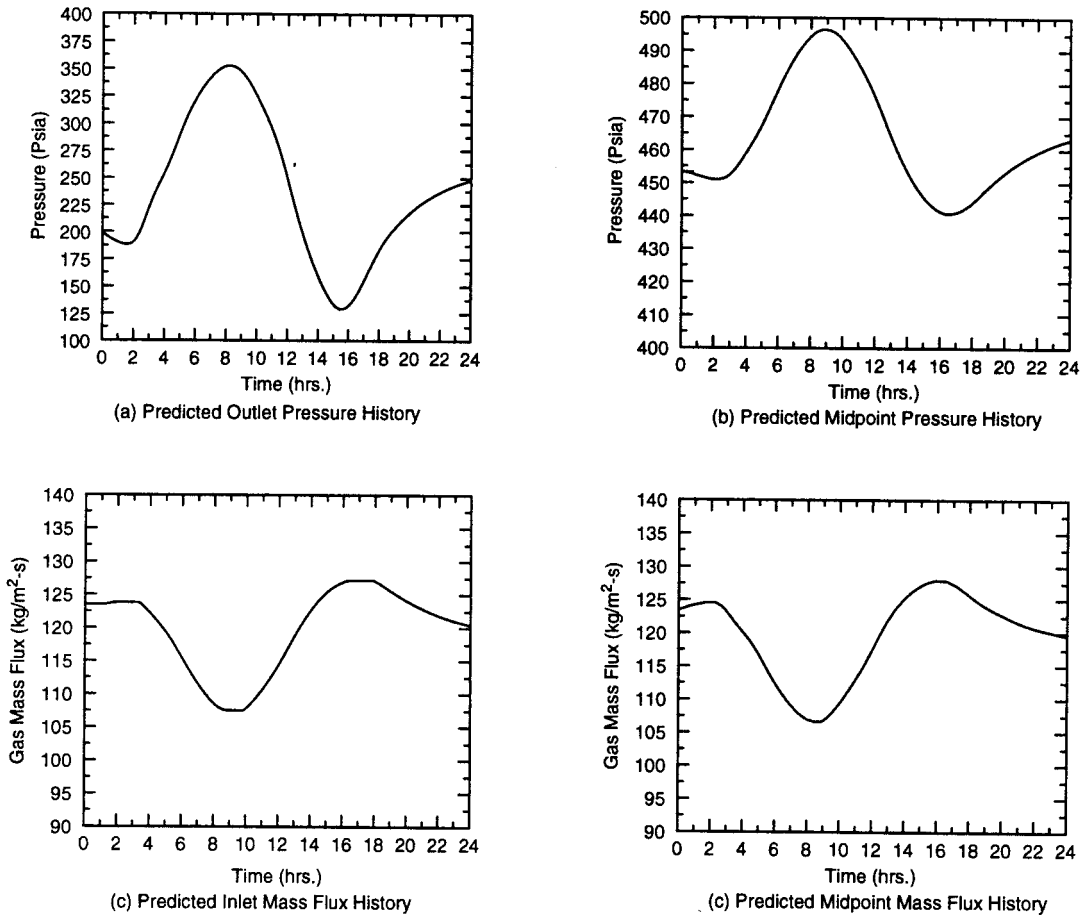 400
375
350
325
300
275
250
225
200
175
150
125
100
Pressure (Psia)
0 2 4 6 8 10 12 14 16 18 20 22 24
Time (hrs.)
(a) Predicted Outlet Pressure History
500
490
480
470
460
450
440
430
420
410
400
Pressure (Psia)
0 2 4 6 8 10 12 14 16 18 20 22 24
Time (hrs.)
(b) Predicted Midpoint Pressure History
140
135
130
125
120
115
110
105
100
95
90
Gas Mass Flux (kg/m²-s)
0 2 4 6 8 10 12 14 16 18 20 22 24
Time (hrs.)
(c) Predicted Inlet Mass Flux History
140
135
130
125
120
115
110
105
100
95
90
Gas Mass Flux (kg/m²-s)
0 2 4 6 8 10 12 14 16 18 20 22 24
Time (hrs.)
(c) Predicted Midpoint Mass Flux History